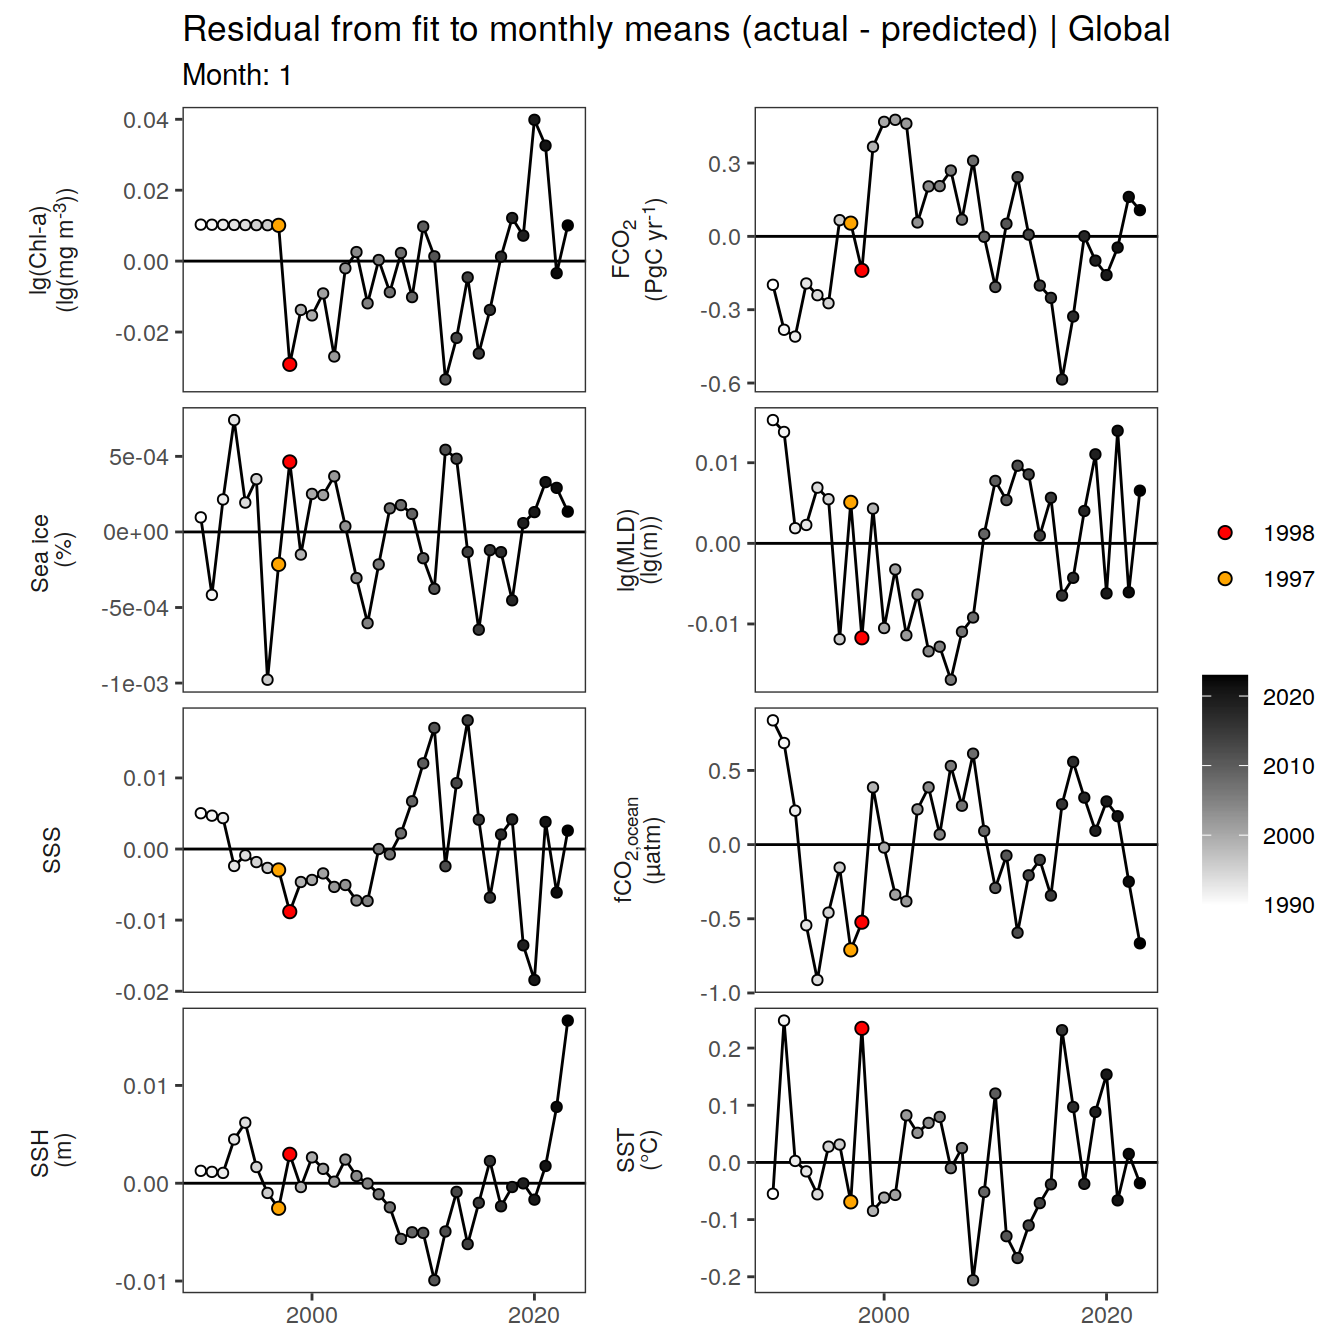 Residual from fit to monthly means (actual - predicted) | Global
Month: 1
lg(Chl-a)
(lg(mg m⁻³))
0.04
0.02
0.00
-0.02
FCO₂
(PgC yr⁻¹)
0.3
0.0
-0.3
-0.6
Sea ice
(%)
5e-04
0e+00
-5e-04
-1e-03
lg(MLD)
(lg(m))
0.01
0.00
-0.01
SSS
0.01
0.00
-0.01
-0.02
fCO₂,ocean
(µatm)
0.5
0.0
-0.5
-1.0
SSH
(m)
0.01
0.00
-0.01
2000
2020
SST
(°C)
0.2
0.1
0.0
-0.1
-0.2
2000
2020
1998
1997
2020
2010
2000
1990